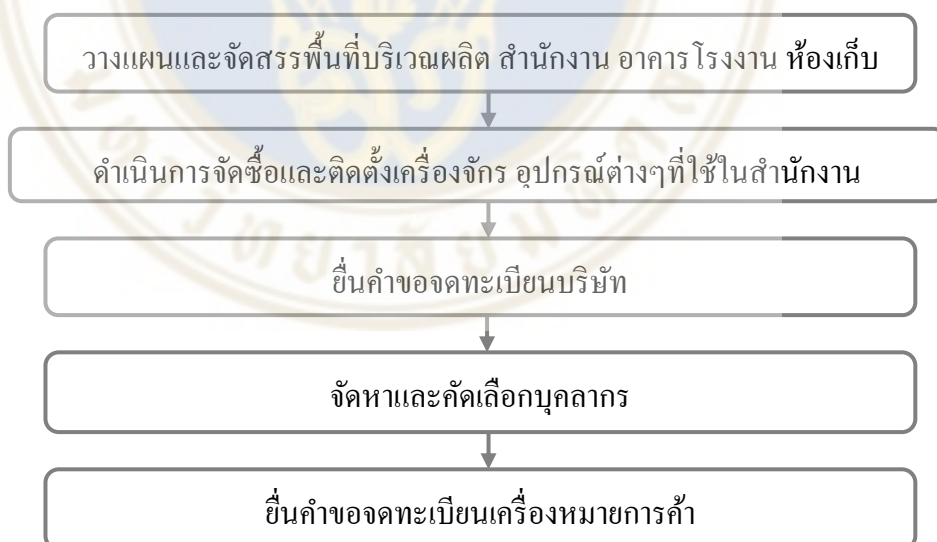 วางแผนและจัดสรรพื้นที่บริเวณผลิต สำนักงาน อาคารโรงงาน ห้องเก็บ
ดำเนินการจัดซื้อและติดตั้งเครื่องจักร อุปกรณ์ต่างๆที่ใช้ในสำนักงาน
ยื่นคำขอจดทะเบียนบริษัท
จัดหาและคัดเลือกบุคลากร
ยื่นคำขอจดทะเบียนเครื่องหมายการค้า